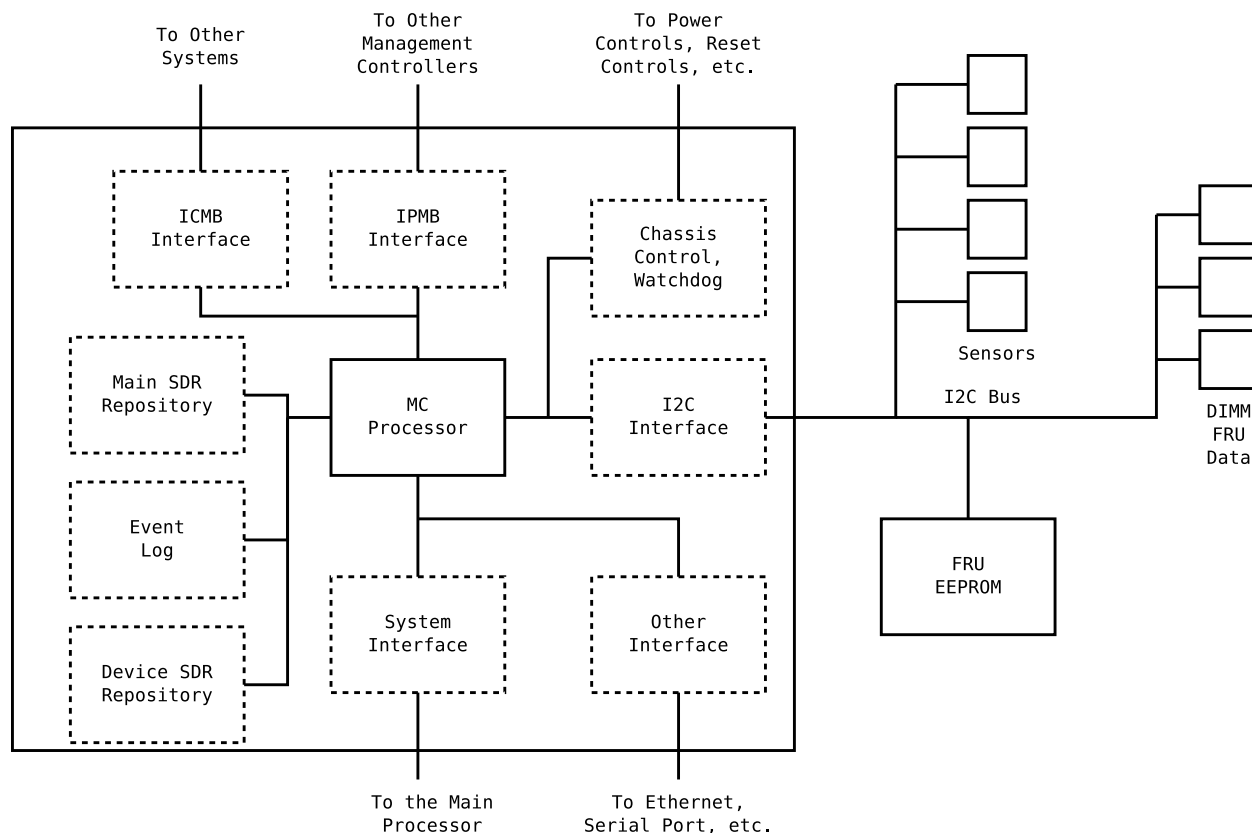 To Other
Systems
To Other
Management
Controllers
To Power
Controls, Reset
Controls, etc.
ICMB
Interface
IPMB
Interface
Chassis
Control,
Watchdog
Sensors
Main SDR
Repository
MC
Processor
I2C
Interface
I2C Bus
DIMM
FRU
Data
Event
Log
FRU
EEPROM
System
Interface
Other
Interface
Device SDR
Repository
To the Main
Processor
To Ethernet,
Serial Port, etc.